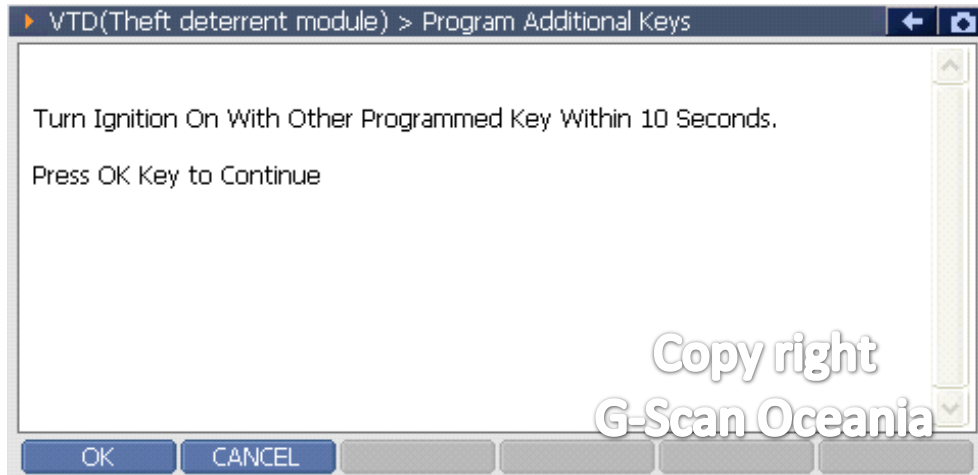 VTD(Theft deterrent module) > Program Additional Keys
Turn Ignition On With Other Programmed Key Within 10 Seconds.
Press OK Key to Continue
Copy right
G-Scan Oceania
OK CANCEL